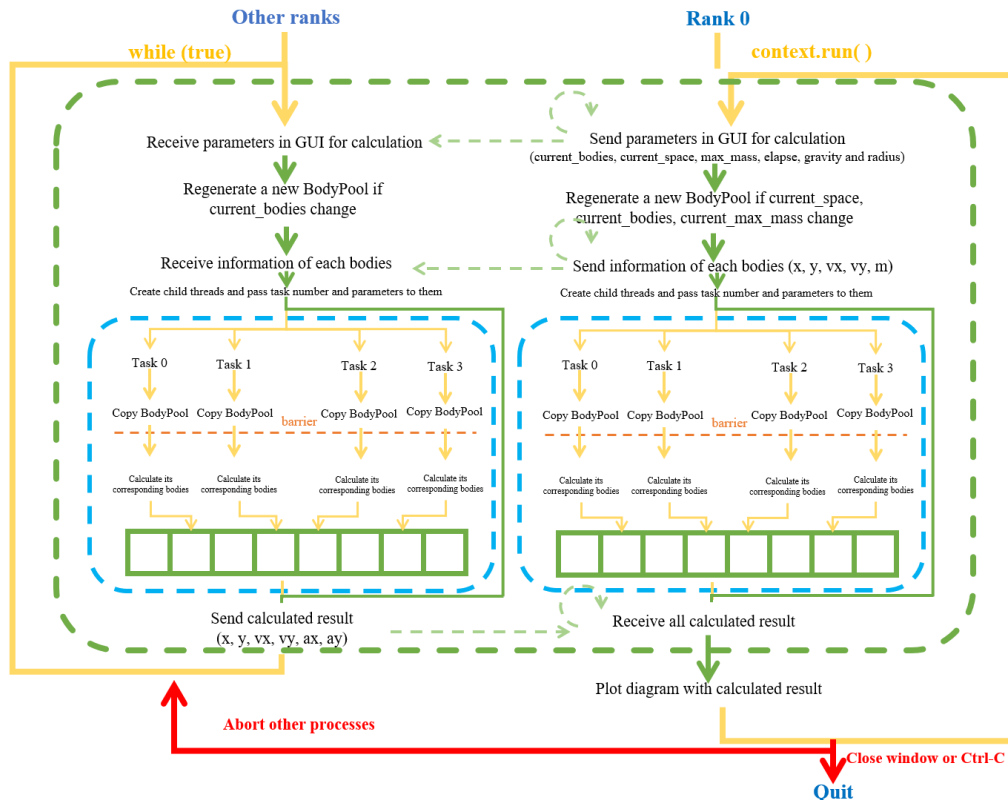 Other ranks
Rank 0
while (true)
context.run( )
Receive parameters in GUI for calculation
Send parameters in GUI for calculation
(current_bodies, current_space, max_mass, elapse, gravity and radius)
Regenerate a new BodyPool if
current_bodies change
Regenerate a new BodyPool if current_space,
current_bodies, current_max_mass change
Receive information of each bodies
Send information of each bodies (x, y, vx, vy, m)
Create child threads and pass task number and parameters to them
Create child threads and pass task number and parameters to them
Task 0
Task 1
Task 2
Task 3
Copy BodyPool
Copy BodyPool
Copy BodyPool
Copy BodyPool
barrier
Calculate its
corresponding bodies
Calculate its
corresponding bodies
Calculate its
corresponding bodies
Calculate its
corresponding bodies
Task 0
Task 1
Task 2
Task 3
Copy BodyPool
Copy BodyPool
Copy BodyPool
Copy BodyPool
barrier
Calculate its
corresponding bodies
Calculate its
corresponding bodies
Calculate its
corresponding bodies
Calculate its
corresponding bodies
Send calculated result
(x, y, vx, vy, ax, ay)
Receive all calculated result
Plot diagram with calculated result
Abort other processes
Close window or Ctrl-C
Quit